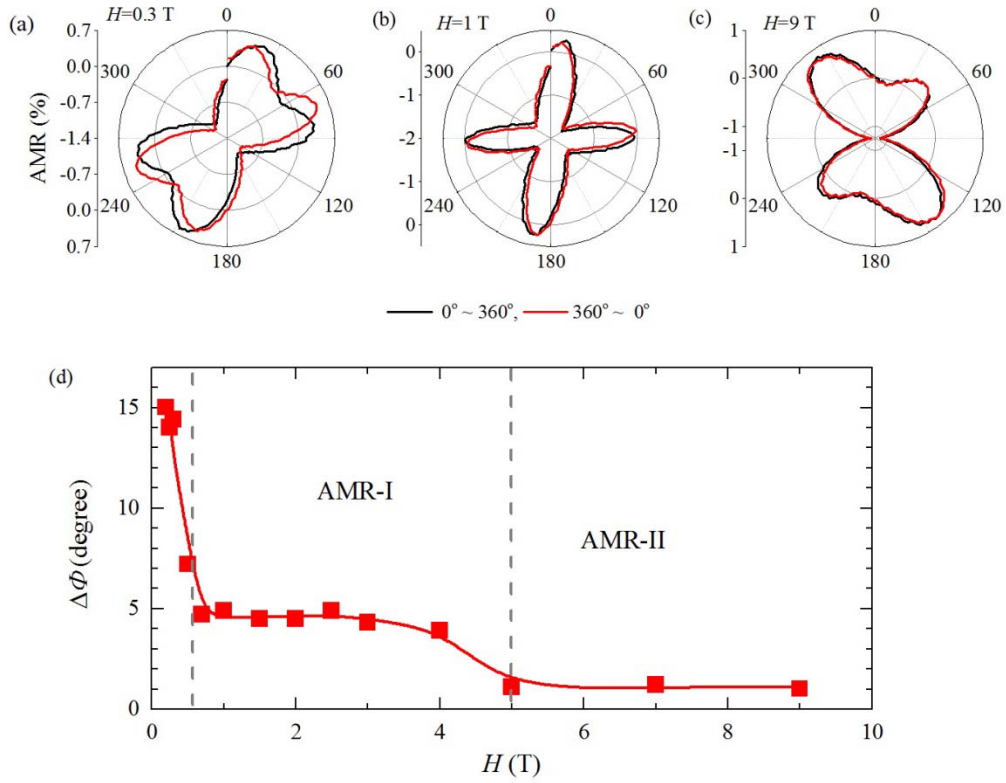 (a)
H=0.3 T
0
60
120
180
240
300
AMR (%)
0.7
0.0
-0.7
-1.4
-0.7
0.0
0.7
(b)
H=1 T
0
60
120
180
240
300
0
-1
-2
-1
0
(c)
H=9 T
0
60
120
180
240
300
1
0
-1
-1
0
1
0° ~ 360°, 360° ~ 0°
(d)
15
10
5
0
ΔΦ (degree)
AMR-I
AMR-II
0 2 4 6 8 10
H (T)